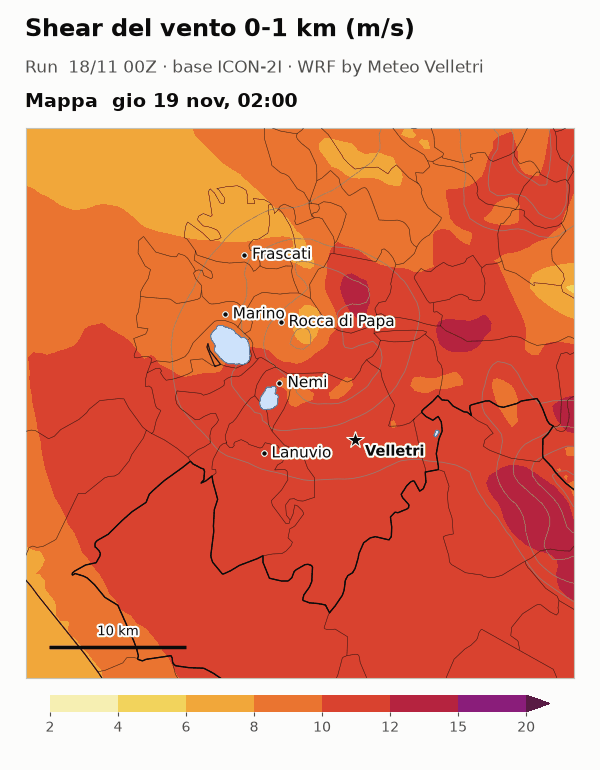 Shear del vento 0-1 km (m/s)
Run  18/11 00Z · base ICON-2I · WRF by Meteo Velletri
Mappa  gio 19 nov, 02:00
Frascati
Marino
Rocca di Papa
Nemi
Velletri
Lanuvio
10 km
2 4 6 8 10 12 15 20